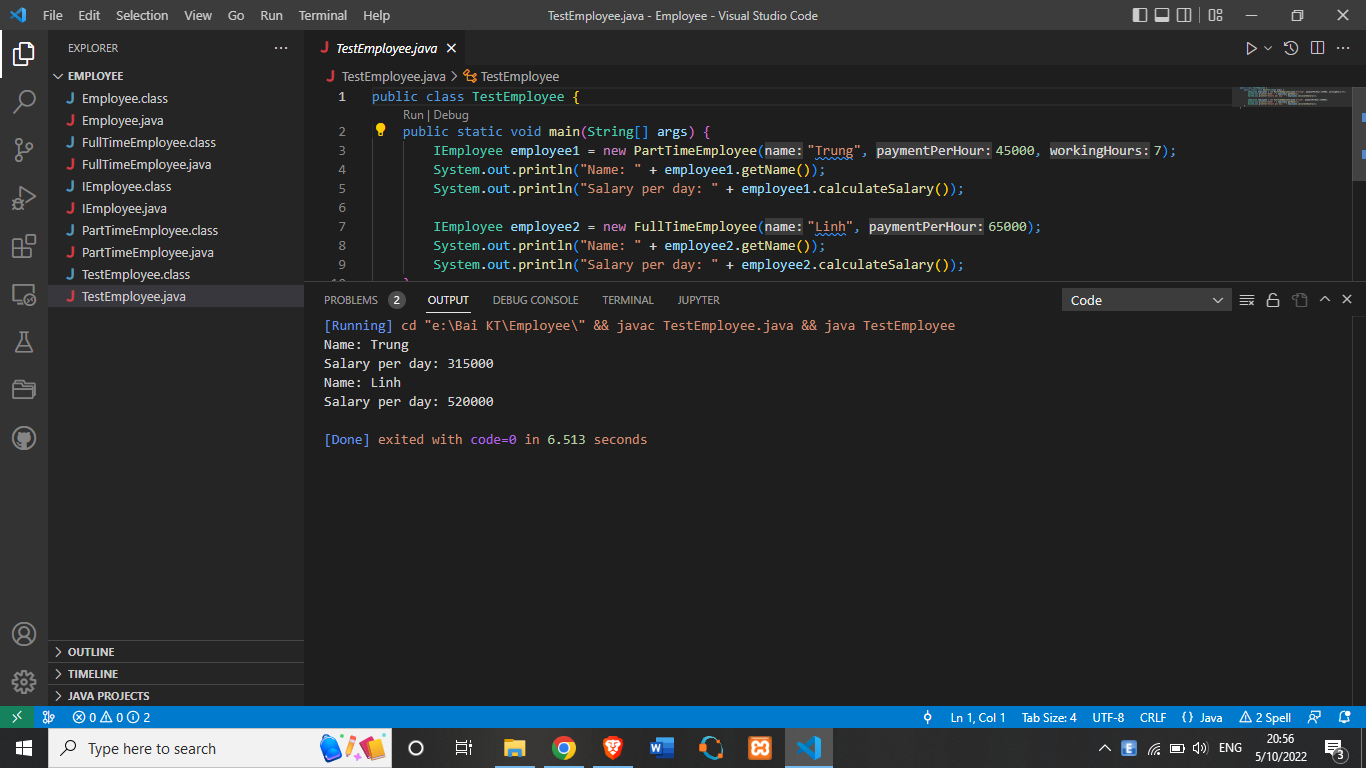 File Edit Selection View Go Run Terminal Help
TestEmployee.java - Employee - Visual Studio Code
EXPLORER
EMPLOYEE
Employee.class
Employee.java
FullTimeEmployee.class
FullTimeEmployee.java
IEmployee.class
IEmployee.java
PartTimeEmployee.class
PartTimeEmployee.java
TestEmployee.class
TestEmployee.java
OUTLINE
TIMELINE
JAVA PROJECTS
TestEmployee.java
TestEmployee.java > TestEmployee
1 public class TestEmployee {
Run | Debug
2 public static void main(String[] args) {
3 IEmployee employee1 = new PartTimeEmployee(name: "Trung", paymentPerHour: 45000, workingHours: 7);
4 System.out.println("Name: " + employee1.getName());
5 System.out.println("Salary per day: " + employee1.calculateSalary());
6
7 IEmployee employee2 = new FullTimeEmployee(name: "Linh", paymentPerHour: 65000);
8 System.out.println("Name: " + employee2.getName());
9 System.out.println("Salary per day: " + employee2.calculateSalary());
PROBLEMS 2 OUTPUT DEBUG CONSOLE TERMINAL JUPYTER
Code
[Running] cd "e:\Bai KT\Employee\" && javac TestEmployee.java && java TestEmployee
Name: Trung
Salary per day: 315000
Name: Linh
Salary per day: 520000
[Done] exited with code=0 in 6.513 seconds
0 0 2
Ln 1, Col 1 Tab Size: 4 UTF-8 CRLF {} Java 2 Spell
Type here to search
W
E
ENG
20:56
5/10/2022
3